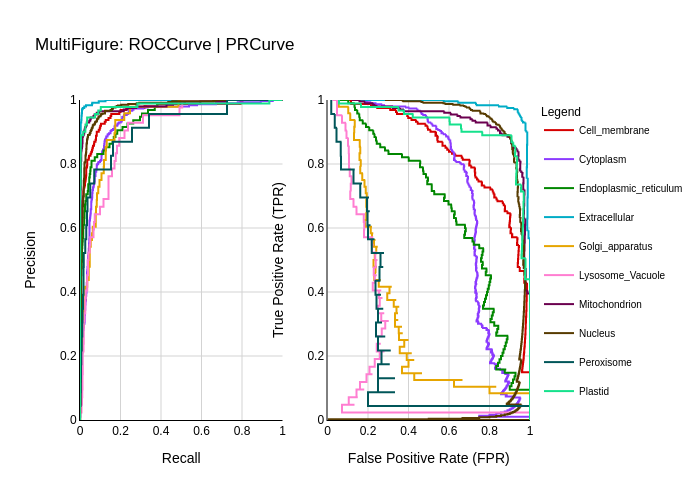 MultiFigure: ROCCurve | PRCurve
Precision
1
0.8
0.6
0.4
0.2
0
0 0.2 0.4 0.6 0.8 1
Recall
True Positive Rate (TPR)
1
0.8
0.6
0.4
0.2
0
0 0.2 0.4 0.6 0.8 1
False Positive Rate (FPR)
Legend
Cell_membrane
Cytoplasm
Endoplasmic_reticulum
Extracellular
Golgi_apparatus
Lysosome_Vacuole
Mitochondrion
Nucleus
Peroxisome
Plastid